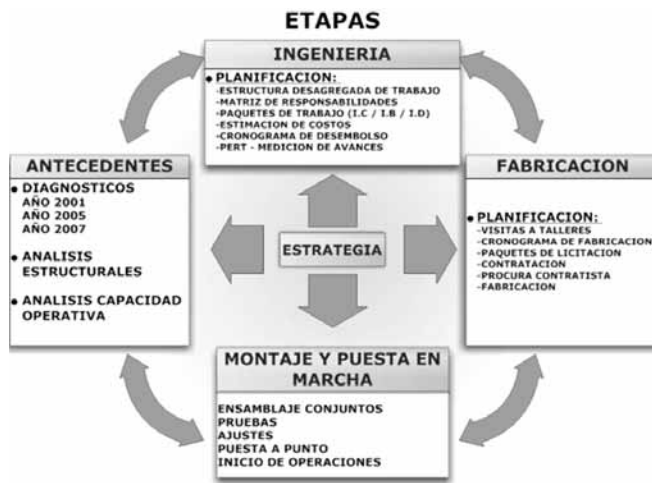 ETAPAS
INGENIERIA
• PLANIFICACION:
-ESTRUCTURA DESAGREGADA DE TRABAJO
-MATRIZ DE RESPONSABILIDADES
-PAQUETES DE TRABAJO (I.C / I.B / I.D)
-ESTIMACION DE COSTOS
-CRONOGRAMA DE DESEMBOLSO
-PERT - MEDICION DE AVANCES
ANTECEDENTES
• DIAGNOSTICOS
AÑO 2001
AÑO 2005
AÑO 2007
• ANALISIS
ESTRUCTURALES
• ANALISIS CAPACIDAD
OPERATIVA
ESTRATEGIA
FABRICACION
• PLANIFICACION:
-VISITAS A TALLERES
-CRONOGRAMA DE FABRICACION
-PAQUETES DE LICITACION
-CONTRATACION
-PROCURA CONTRATISTA
-FABRICACION
MONTAJE Y PUESTA EN
MARCHA
ENSAMBLAJE CONJUNTOS
PRUEBAS
AJUSTES
PUESTA A PUNTO
INICIO DE OPERACIONES